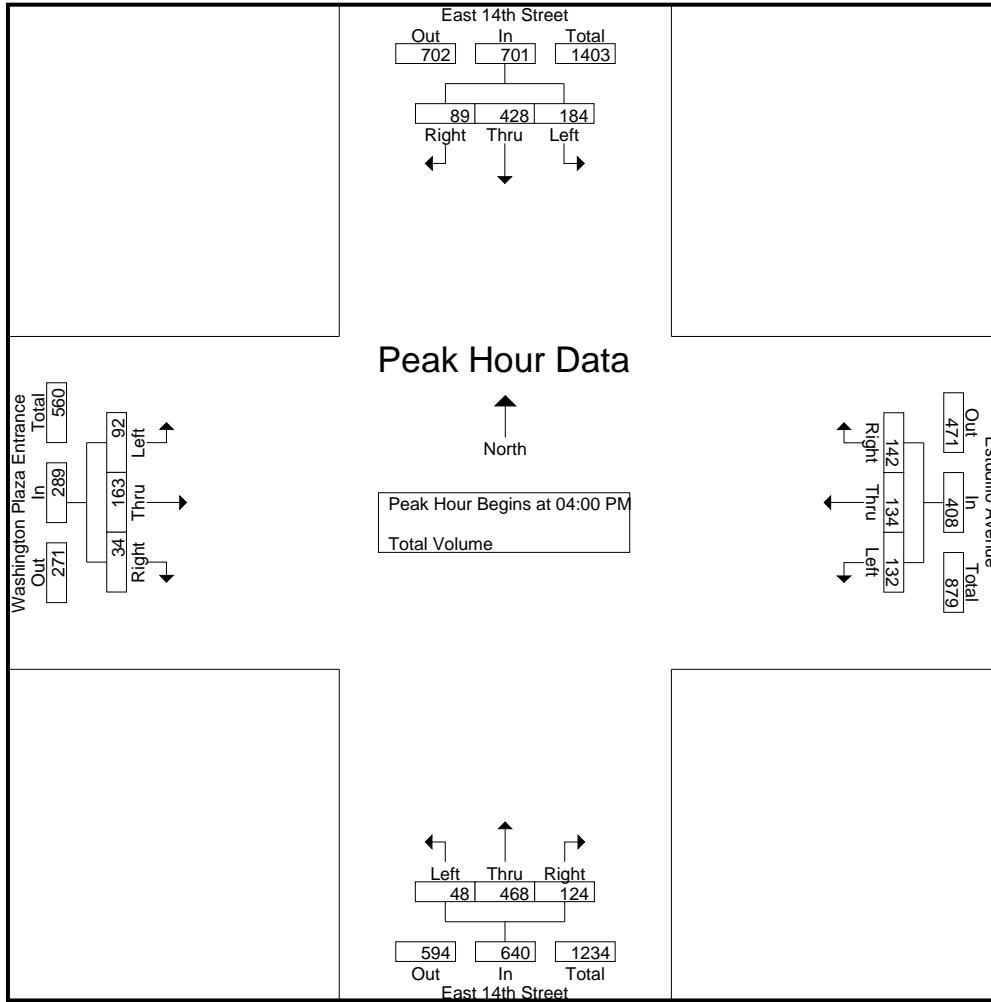 East 14th Street
Out In Total
702 701 1403
89 428 184
Right Thru Left
Peak Hour Data
North
Peak Hour Begins at 04:00 PM
Total Volume
Washington Plaza Entrance
Out In Total
271 289 560
34 163 92
Right Thru Left
Estudillo Avenue
Out In Total
471 408 879
142 134 132
Right Thru Left
Left Thru Right
48 468 124
594 640 1234
Out In Total
East 14th Street